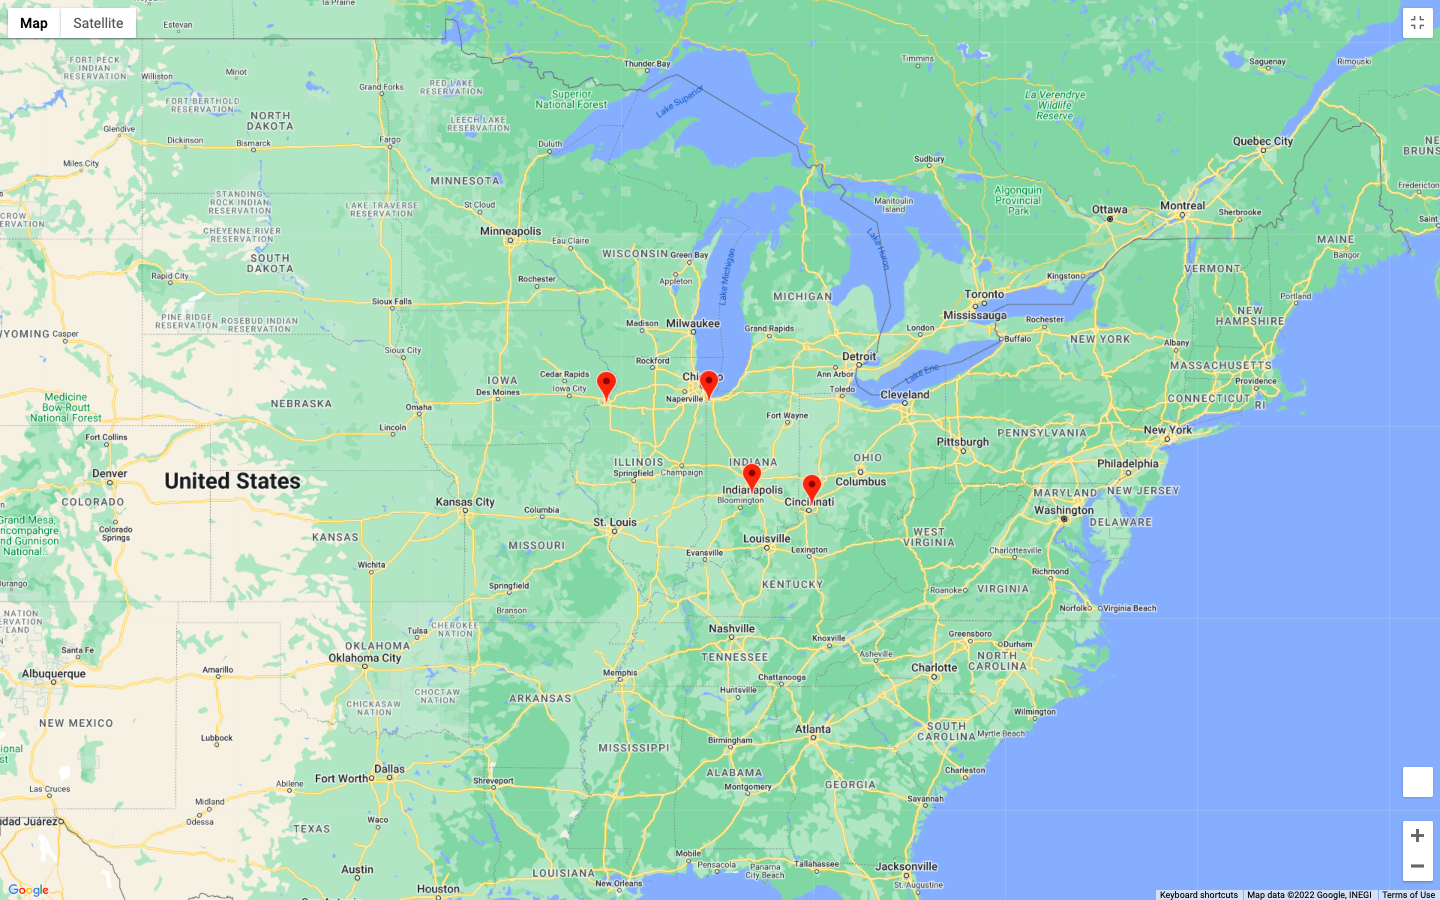 Map
Satellite
la Prairie
Estevan
Thunder Bay
Timmins
Saguenay
Rimouski
FORT PECK
INDIAN
RESERVATION
Williston
Minot
Grand Forks
RED LAKE
RESERVATION
Superior
National Forest
Lake Superior
La Vérendrye
Wildlife
Reserve
FORT BERTHOLD
RESERVATION
NORTH
DAKOTA
LEECH LAKE
RESERVATION
Glendive
Dickinson
Bismarck
Fargo
Duluth
Quebec City
NE
BRUNS
Miles City
MINNESOTA
Sudbury
STANDING
ROCK INDIAN
RESERVATION
LAKE TRAVERSE
RESERVATION
St Cloud
Manitoulin
Island
Algonquin
Provincial
Park
Ottawa
Montreal
Sherbrooke
Fredericton
Saint
CROW
ERVATION
CHEYENNE RIVER
RESERVATION
Minneapolis
Eau Claire
WISCONSIN
Green Bay
Lake Michigan
Lake Huron
MAINE
Bangor
SOUTH
DAKOTA
Rapid City
Rochester
Appleton
Kingston
VERMONT
MICHIGAN
Toronto
Mississauga
Portland
Sioux Falls
PINE RIDGE
RESERVATION
ROSEBUD INDIAN
RESERVATION
Madison
Milwaukee
Grand Rapids
London
Rochester
Buffalo
NEW YORK
NEW
HAMPSHIRE
WYOMING
Casper
Sioux City
Rockford
Detroit
Ann Arbor
Toledo
Lake Erie
Albany
MASSACHUSETTS
Providence
CONNECTICUT
RI
IOWA
Des Moines
Cedar Rapids
Iowa City
Naperville
Cleveland
Medicine
Bow-Routt
National Forest
NEBRASKA
Omaha
Lincoln
Fort Wayne
Pittsburgh
PENNSYLVANIA
New York
Fort Collins
Denver
COLORADO
United States
ILLINOIS
Springfield
Champaign
INDIANA
Indianapolis
Bloomington
OHIO
Columbus
Cincinnati
Philadelphia
MARYLAND
NEW JERSEY
Washington
DELAWARE
Kansas City
Columbia
St. Louis
Grand Mesa,
ncompahgre
nd Gunnison
National...
Colorado
Springs
KANSAS
MISSOURI
Evansville
Louisville
Lexington
WEST
VIRGINIA
Charlottesville
Wichita
Durango
KENTUCKY
Richmond
Roanoke
VIRGINIA
Springfield
Branson
Norfolk
Virginia Beach
NATION
ERVATION
LAND
Tulsa
CHEROKEE
NATION
Nashville
TENNESSEE
Knoxville
Greensboro
Durham
Santa Fe
Albuquerque
Amarillo
OKLAHOMA
Oklahoma City
Memphis
Chattanooga
Asheville
Charlotte
NORTH
CAROLINA
CHOCTAW
NATION
CHICKASAW
NATION
ARKANSAS
Huntsville
NEW MEXICO
Lubbock
MISSISSIPPI
Birmingham
Atlanta
SOUTH
CAROLINA
Wilmington
Myrtle Beach
ional
st
Las Cruces
Abilene
Fort Worth
Dallas
Shreveport
ALABAMA
Montgomery
GEORGIA
Charleston
Savannah
Midland
Odessa
dad Juárez
TEXAS
Waco
Austin
Houston
LOUISIANA
New Orleans
Mobile
Pensacola
Panama
City Beach
Tallahassee
Jacksonville
St. Augustine
Google
Keyboard shortcuts
Map data ©2022 Google, INEGI
Terms of Use